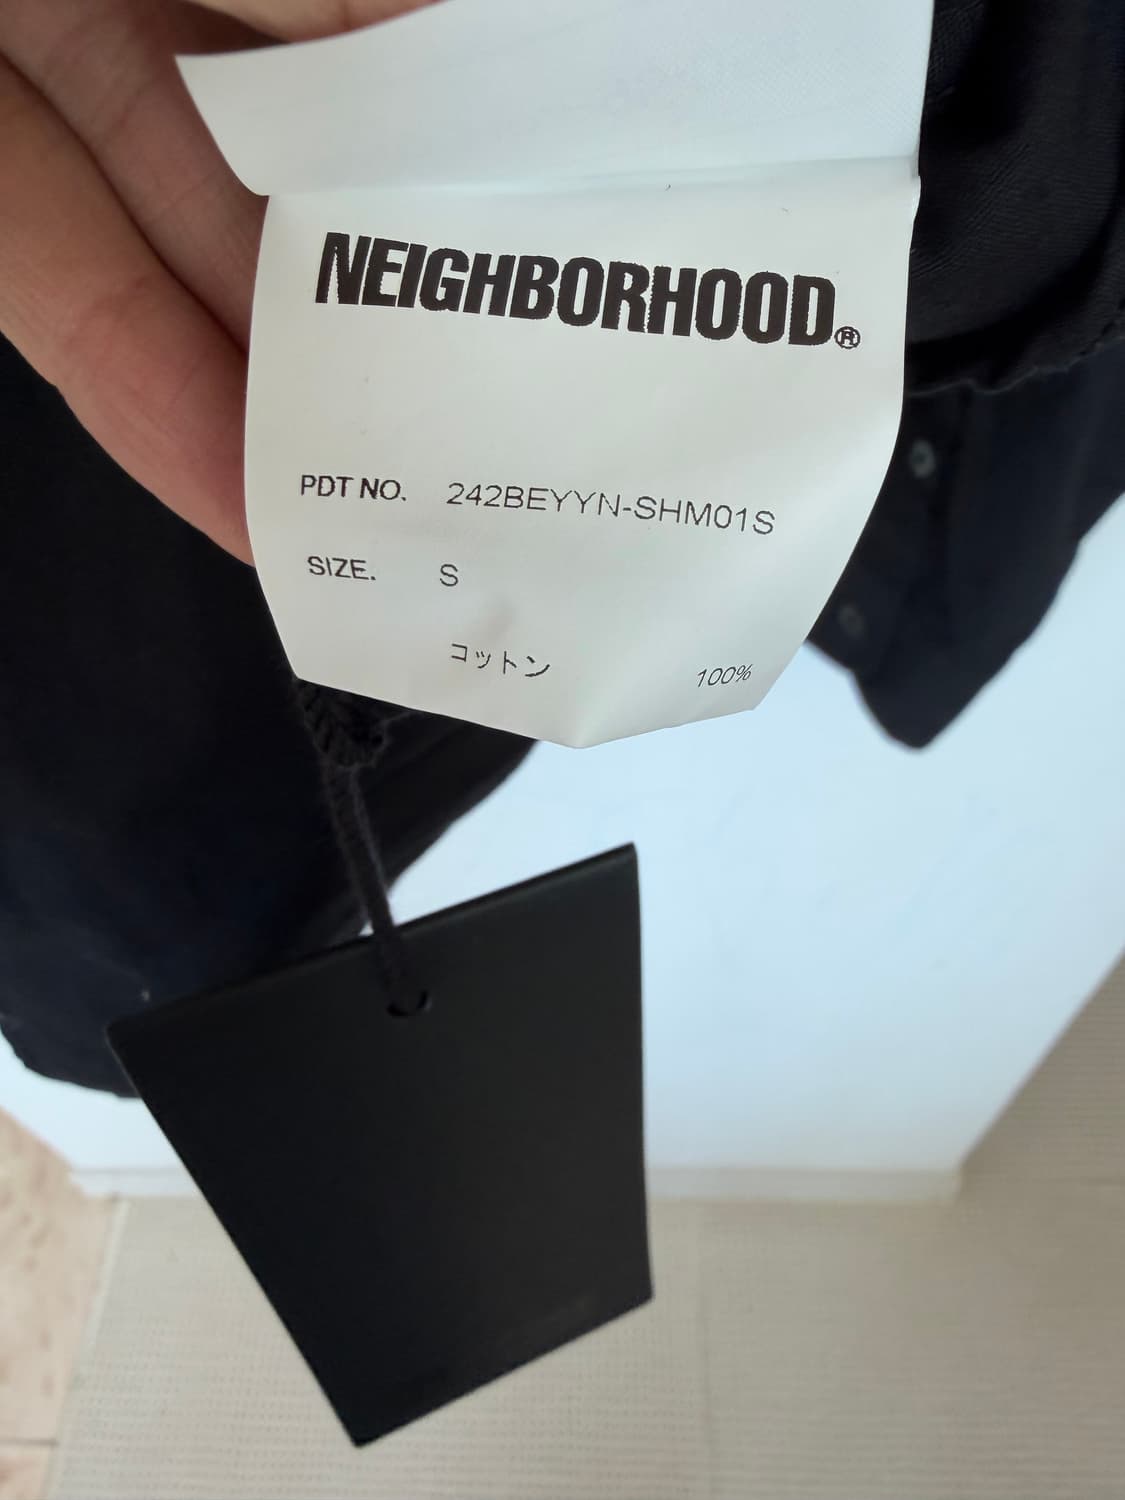 NEIGHBORHOOD®
PDT NO. 242BEYYN-SHM01S
SIZE. S
コットン 100%